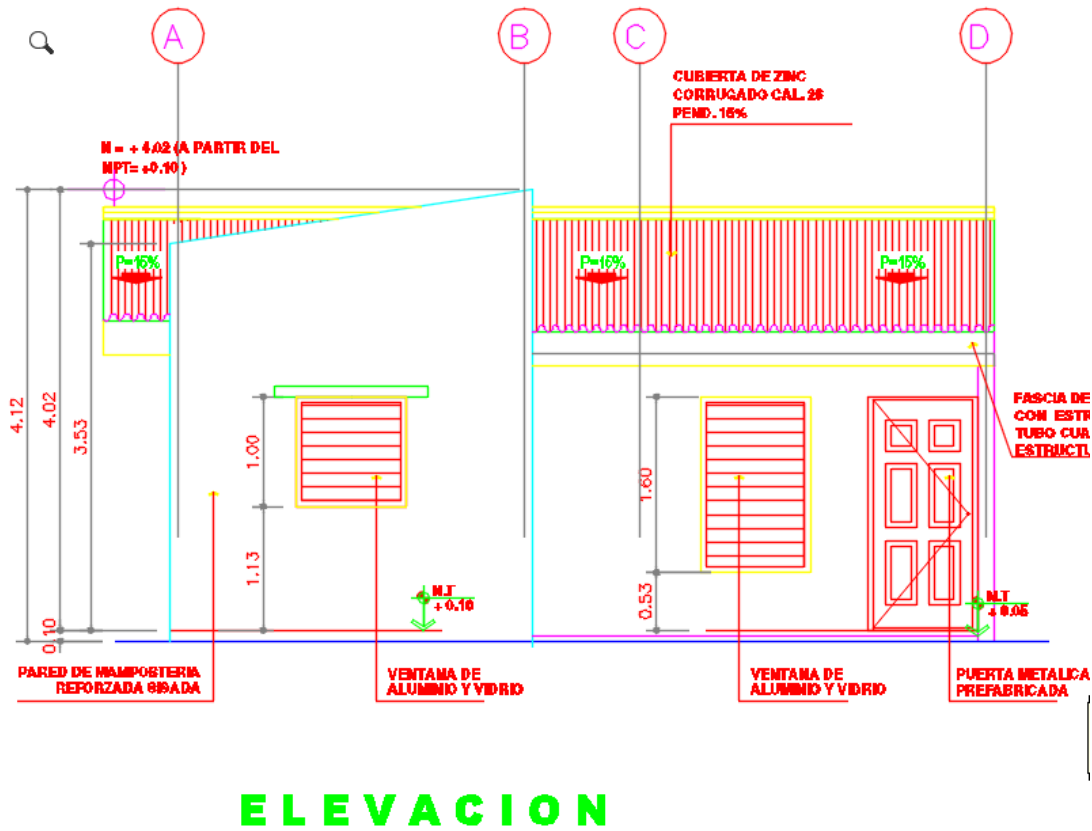 A
B
C
D
CUBIERTA DE ZINC
CORRUGADO CAL. 26
PEND. 15%
N = + 4.02 (A PARTIR DEL
NPT= +0.10 )
P=15%
P=15%
P=15%
4.12
4.02
3.53
1.00
1.13
0.10
1.60
0.53
FASCIA DE
CON ESTR
TUBO CUA
ESTRUCTU
N.T
+ 0.10
N.T
+ 0.05
PARED DE MAMPOSTERIA
REFORZADA SISADA
VENTANA DE
ALUMINIO Y VIDRIO
VENTANA DE
ALUMINIO Y VIDRIO
PUERTA METALICA
PREFABRICADA
ELEVACION